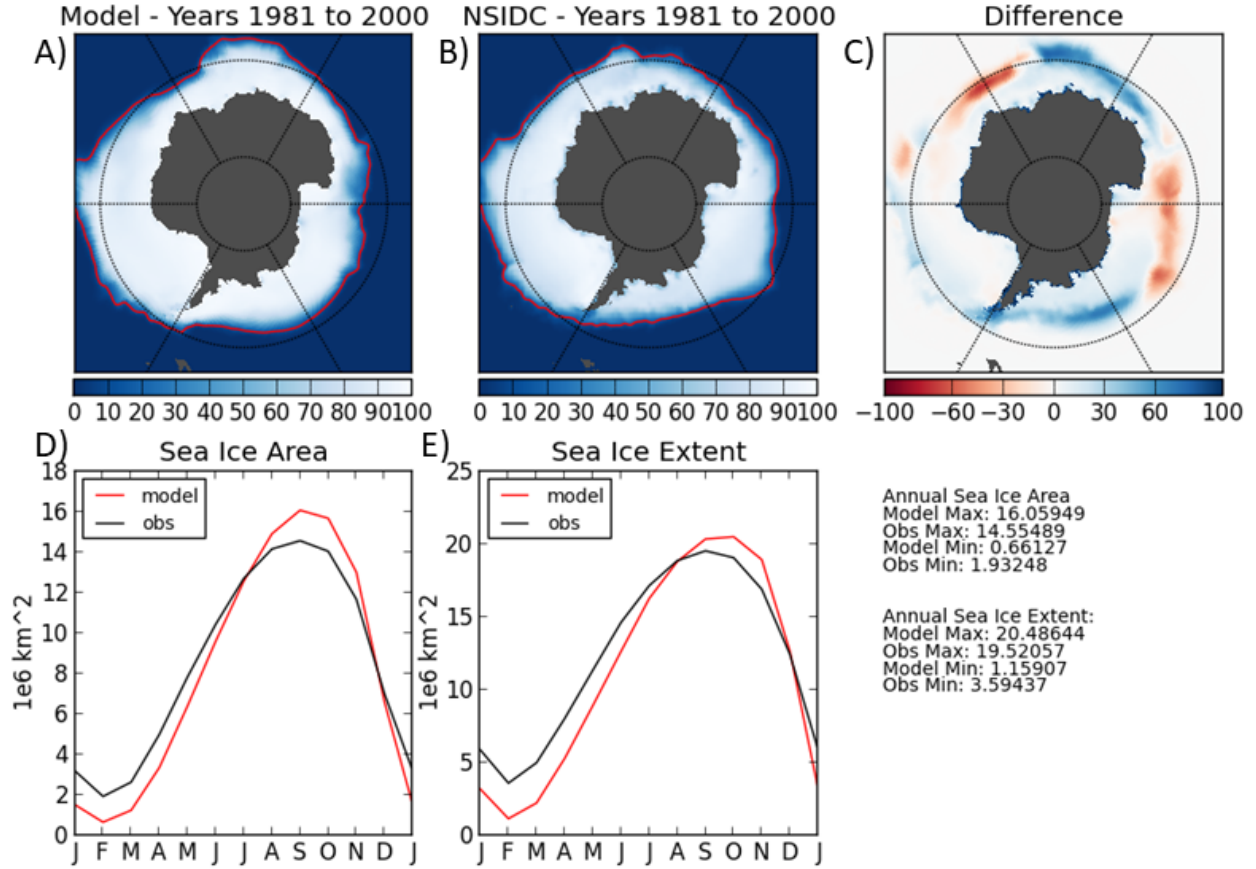 Model - Years 1981 to 2000
NSIDC - Years 1981 to 2000
Difference
A)
B)
C)
0 10 20 30 40 50 60 70 80 90 100
0 10 20 30 40 50 60 70 80 90 100
−100 −60 −30 0 30 60 100
D)
Sea Ice Area
1e6 km^2
18
16
14
12
10
8
6
4
2
0
model
obs
J F M A M J J A S O N D J
E)
Sea Ice Extent
1e6 km^2
25
20
15
10
5
0
model
obs
J F M A M J J A S O N D J
Annual Sea Ice Area
Model Max: 16.05949
Obs Max: 14.55489
Model Min: 0.66127
Obs Min: 1.93248
Annual Sea Ice Extent:
Model Max: 20.48644
Obs Max: 19.52057
Model Min: 1.15907
Obs Min: 3.59437